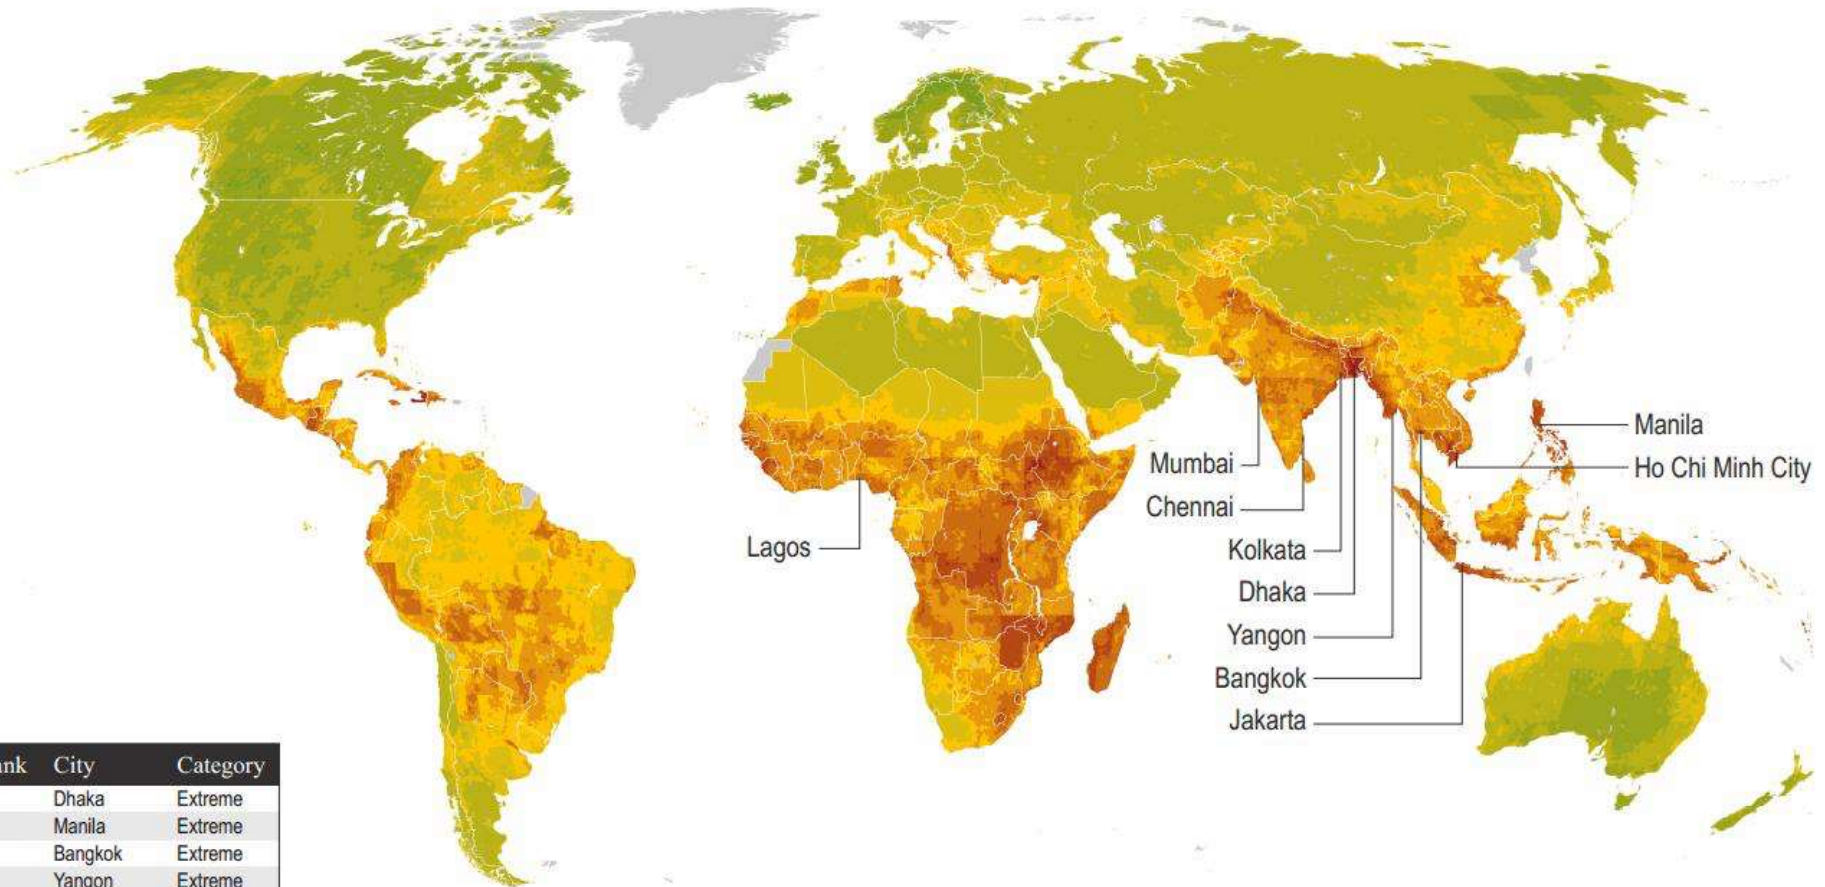 Manila
Ho Chi Minh City
Mumbai
Chennai
Lagos
Kolkata
Dhaka
Yangon
Bangkok
Jakarta
ank City Category
Dhaka Extreme
Manila Extreme
Bangkok Extreme
Yangon Extreme